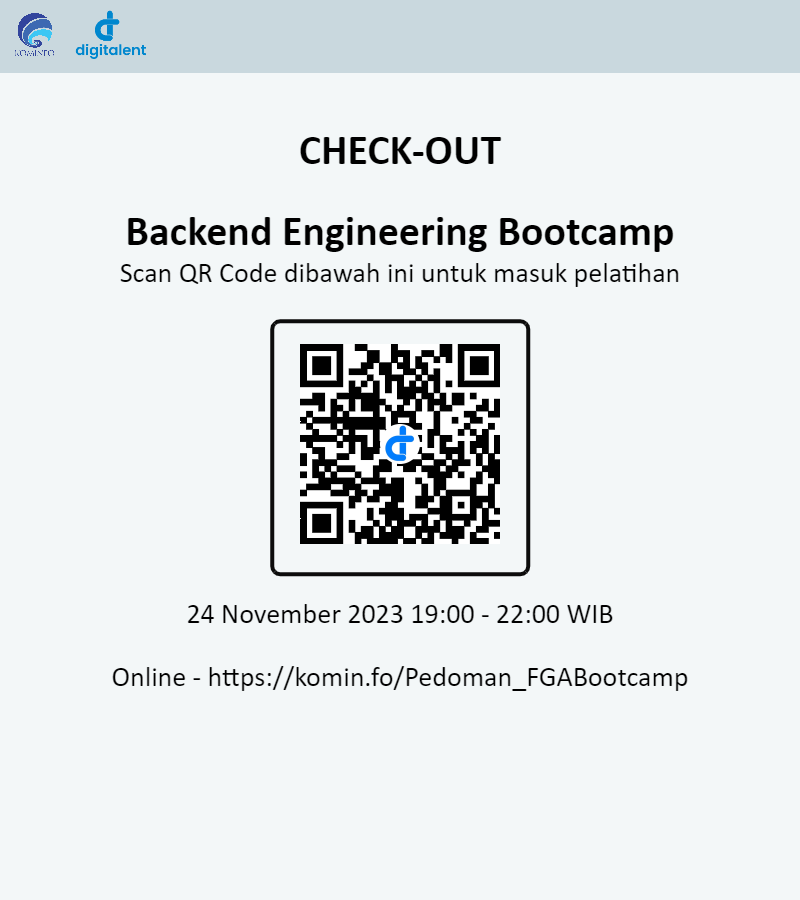 KOMINFO
digitalent
CHECK-OUT
Backend Engineering Bootcamp
Scan QR Code dibawah ini untuk masuk pelatihan
24 November 2023 19:00 - 22:00 WIB
Online - https://komin.fo/Pedoman_FGABootcamp